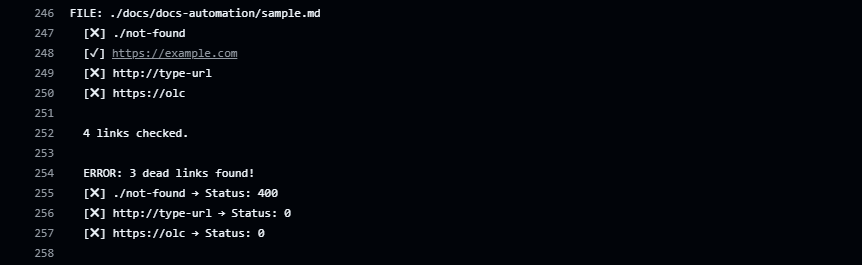 246 FILE: ./docs/docs-automation/sample.md
247 [✖] ./not-found
248 [✓] https://example.com
249 [✖] http://type-url
250 [✖] https://olc
251
252 4 links checked.
253
254 ERROR: 3 dead links found!
255 [✖] ./not-found → Status: 400
256 [✖] http://type-url → Status: 0
257 [✖] https://olc → Status: 0
258